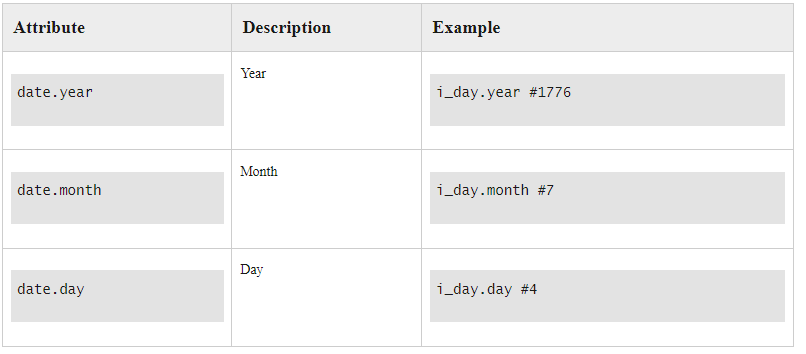 Attribute Description Example
date.year Year i_day.year #1776
date.month Month i_day.month #7
date.day Day i_day.day #4